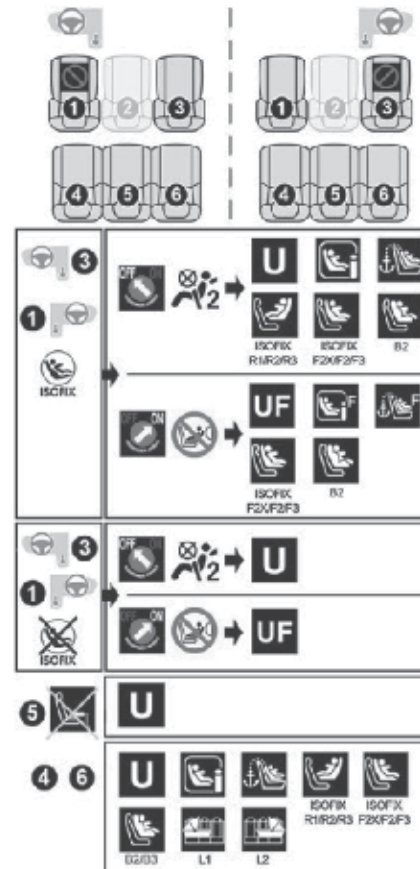 1 2 3 1 2 3
4 5 6 4 5 6
3
OFF ON 2 U i
1
ISOFIX ISOFIX B2
R1/R2/R3 F2X/F2/F3
ISOFIX
OFF ON UF i F F
ISOFIX B2
F2X/F2/F3
3 OFF ON 2 U
1
ISOFIX OFF ON UF
5 U
4 6 U i
ISOFIX ISOFIX
R1/R2/R3 F2X/F2/F3
B2/B3 L1 L2